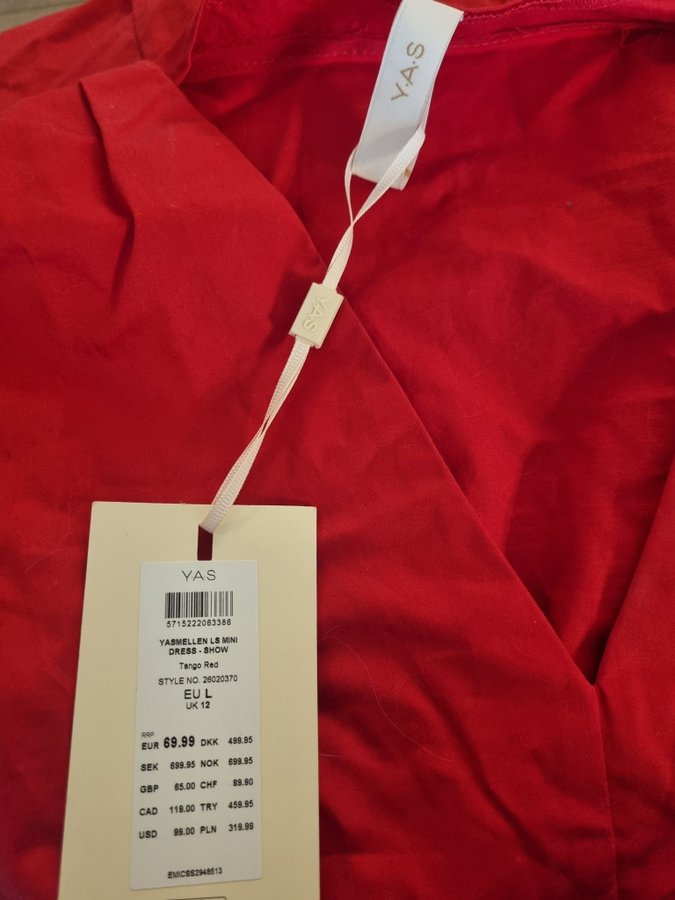 Y.A.S
Y.A.S
Y.A.S
5715222063386
YASMELLEN LS MINI
DRESS - SHOW
Tango Red
STYLE NO. 26020370
EU L
UK 12
RRP
EUR 69.99 DKK 499.95
SEK 699.95 NOK 699.95
GBP 65.00 CHF 89.90
CAD 119.00 TRY 459.95
USD 99.00 PLN 319.99
EMICSS2948513